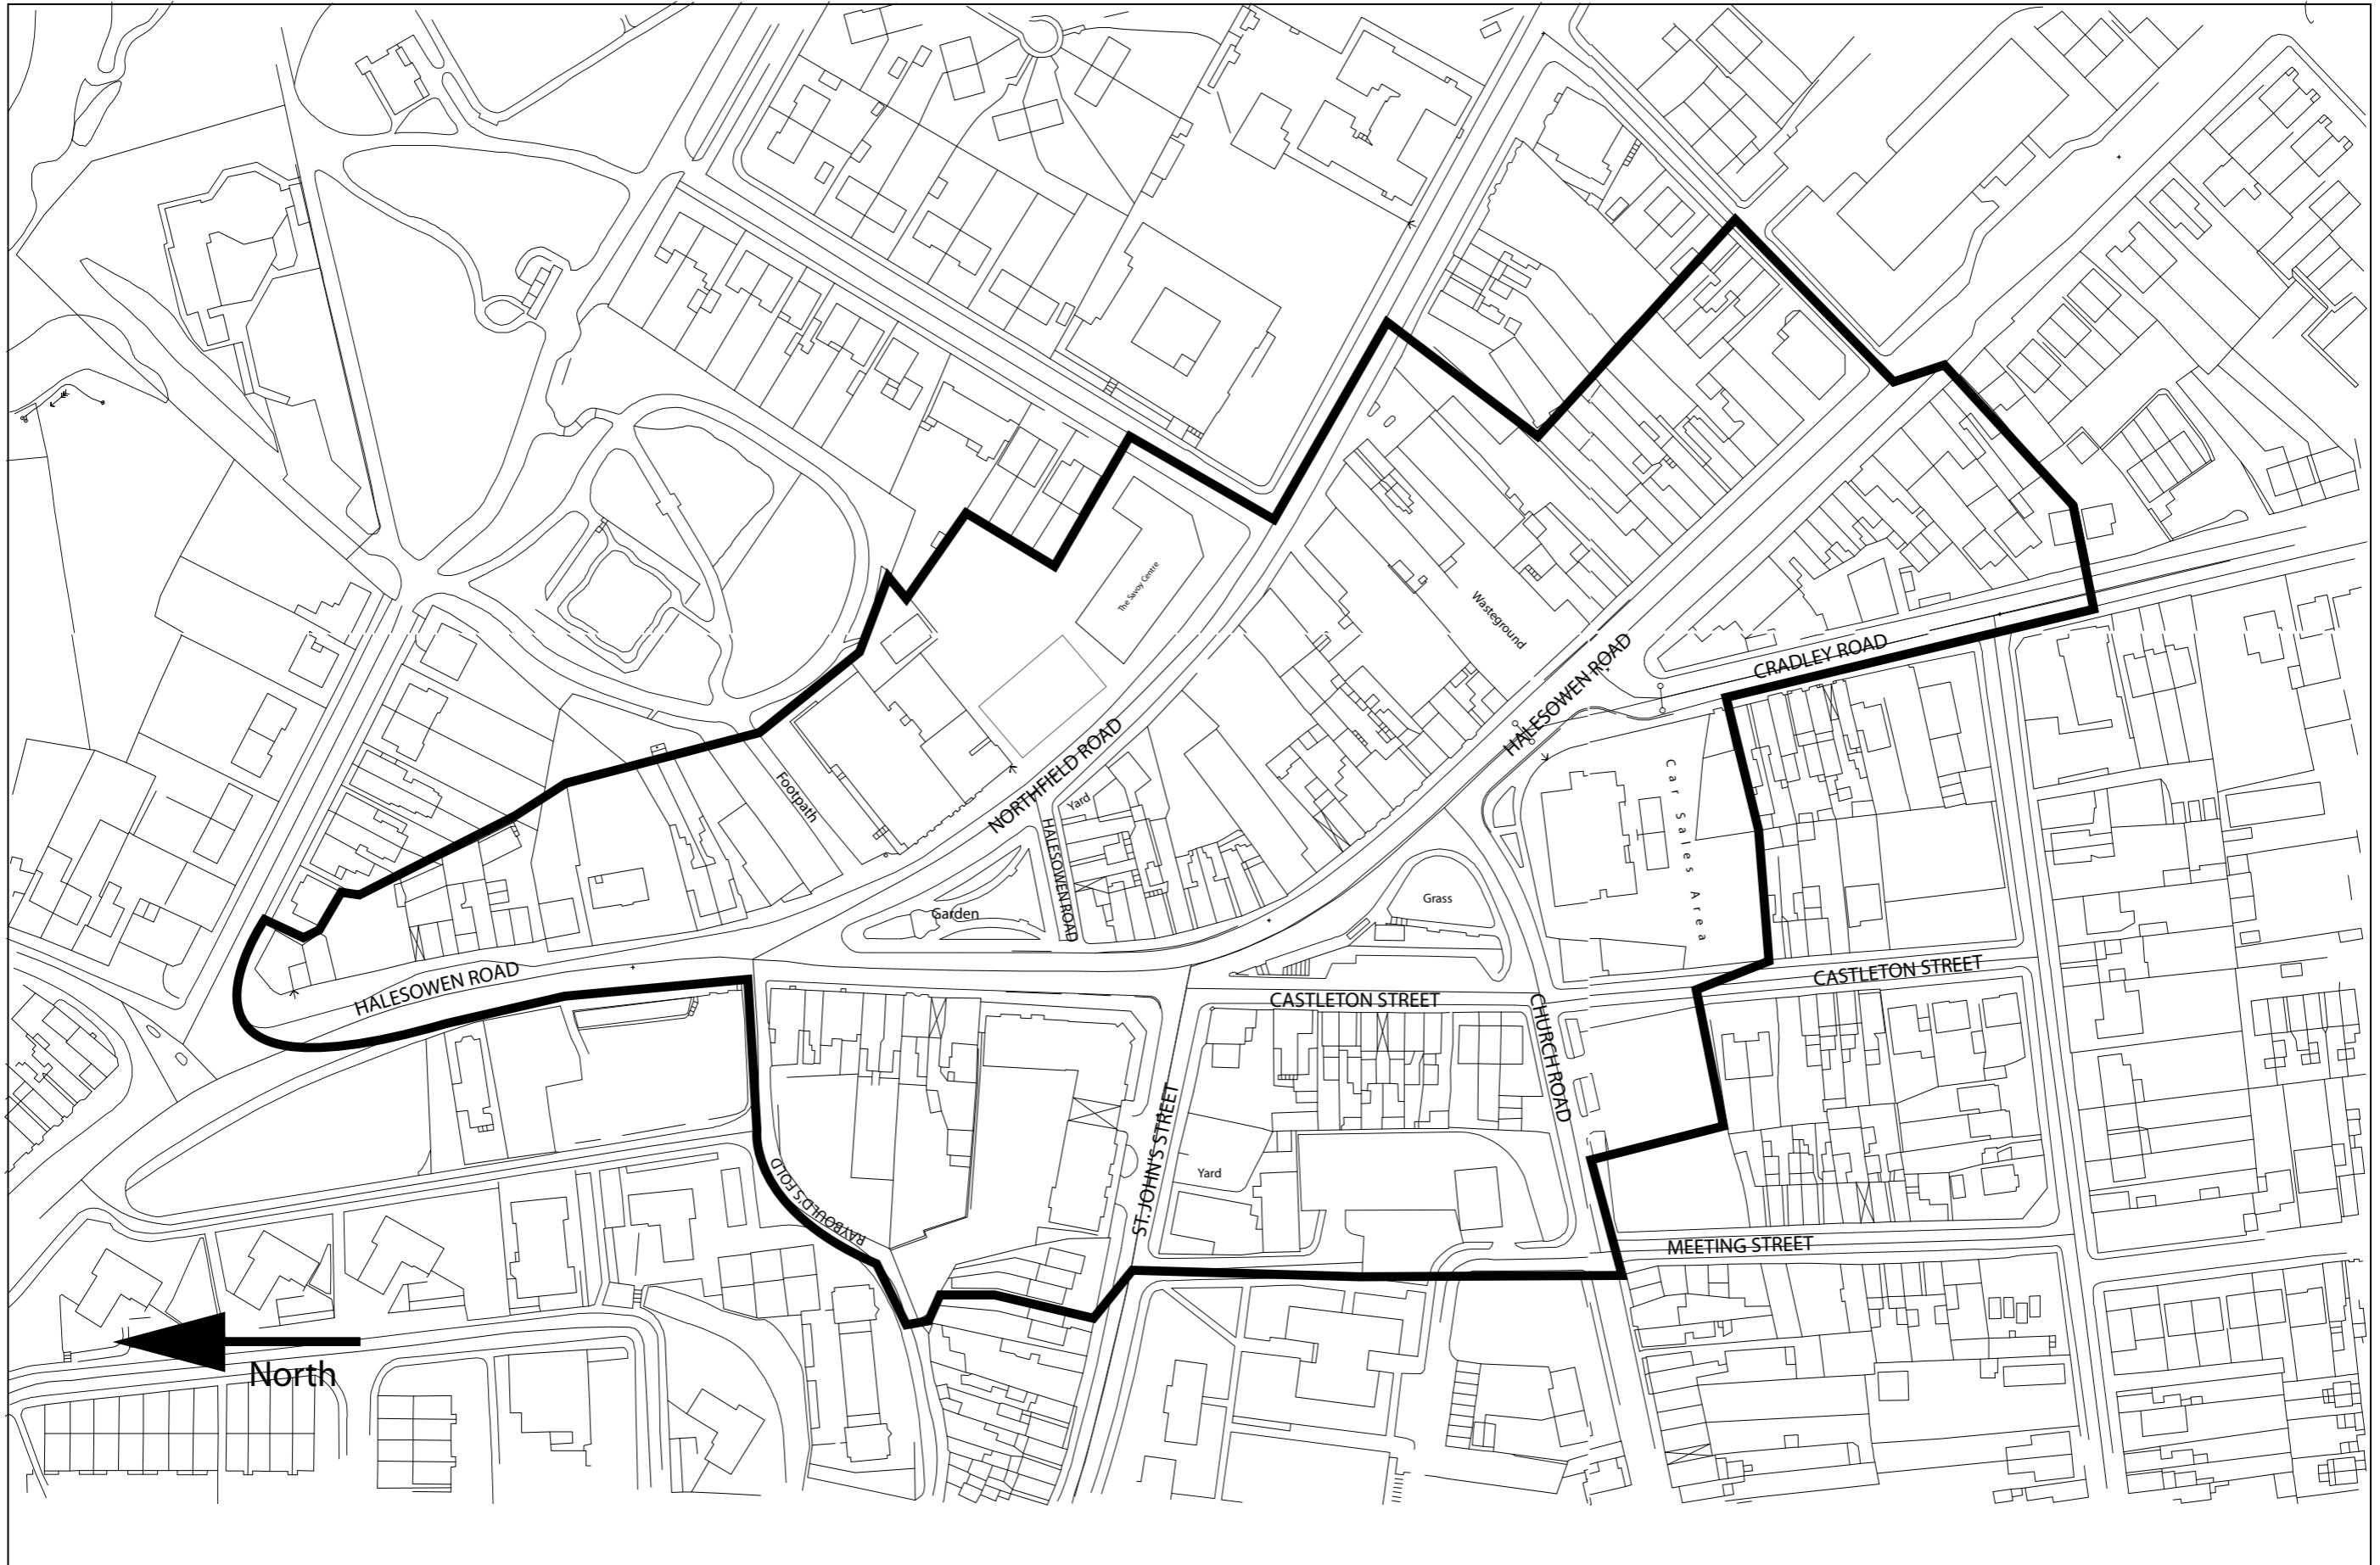 The Savoy Centre
Wasteground
HALESOWEN ROAD
CRADLEY ROAD
NORTHFIELD ROAD
Footpath
Yard
HALESOWEN ROAD
Car Sales Area
Grass
Garden
HALESOWEN ROAD
CASTLETON STREET
CASTLETON STREET
CHURCH ROAD
ST. JOHN'S STREET
Yard
RAYBOULD'S FOLD
MEETING STREET
North